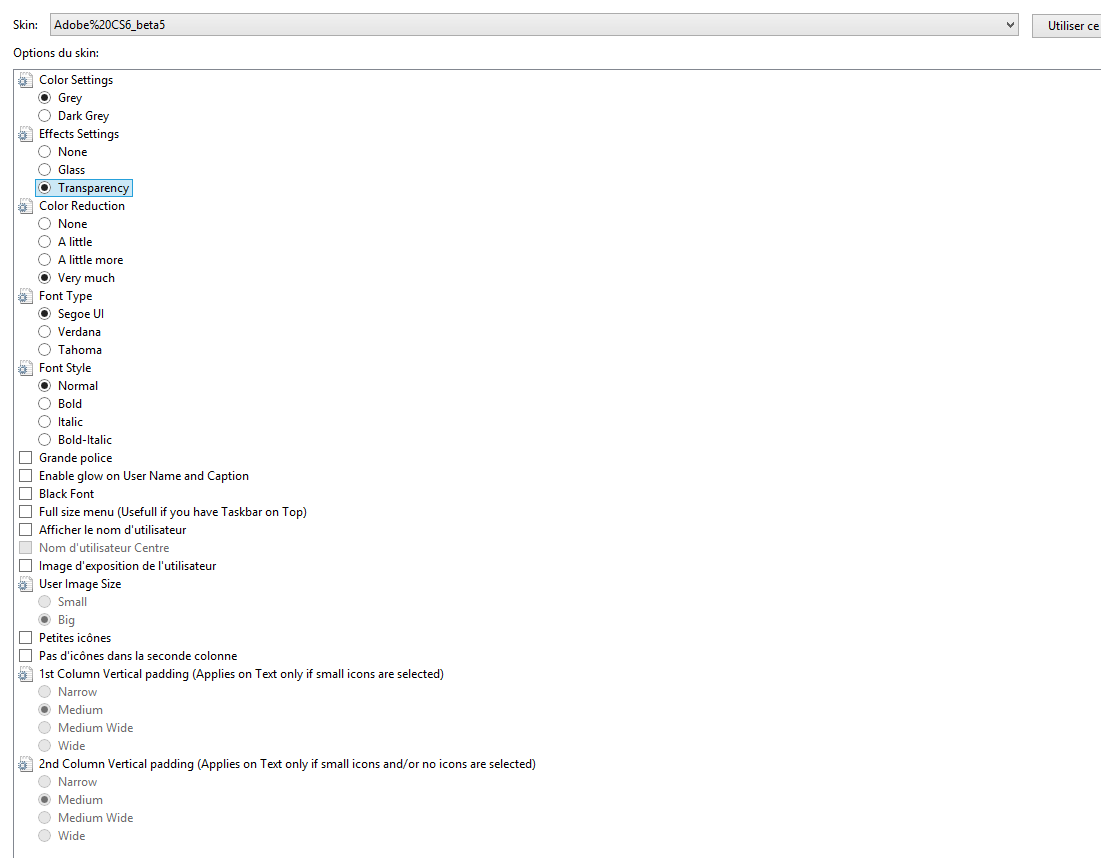 Skin: Adobe%20CS6_beta5 Utiliser ce
Options du skin:
Color Settings
Grey
Dark Grey
Effects Settings
None
Glass
Transparency
Color Reduction
None
A little
A little more
Very much
Font Type
Segoe UI
Verdana
Tahoma
Font Style
Normal
Bold
Italic
Bold-Italic
Grande police
Enable glow on User Name and Caption
Black Font
Full size menu (Usefull if you have Taskbar on Top)
Afficher le nom d'utilisateur
Nom d'utilisateur Centre
Image d'exposition de l'utilisateur
User Image Size
Small
Big
Petites icônes
Pas d'icônes dans la seconde colonne
1st Column Vertical padding (Applies on Text only if small icons are selected)
Narrow
Medium
Medium Wide
Wide
2nd Column Vertical padding (Applies on Text only if small icons and/or no icons are selected)
Narrow
Medium
Medium Wide
Wide